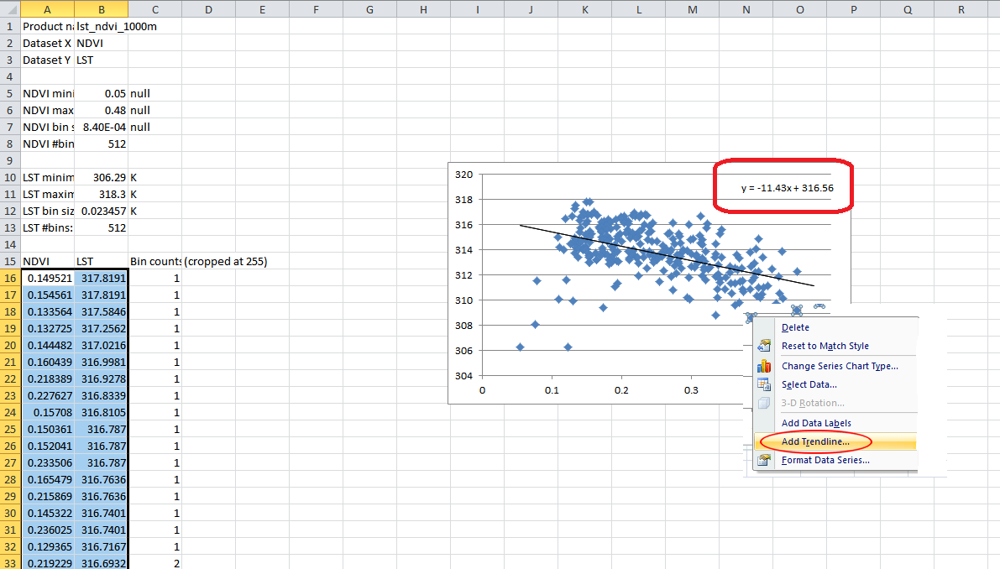 A B C D E F G H I J K L M N O P Q R
1 Product na lst_ndvi_1000m
2 Dataset X NDVI
3 Dataset Y LST
4
5 NDVI mini 0.05 null
6 NDVI max 0.48 null
7 NDVI bin s 8.40E-04 null
8 NDVI #bin 512
9
10 LST minim 306.29 K
11 LST maxim 318.3 K
12 LST bin siz 0.023457 K
13 LST #bins: 512
14
15 NDVI LST Bin counts (cropped at 255)
16 0.149521 317.8191 1
17 0.154561 317.8191 1
18 0.133564 317.5846 1
19 0.132725 317.2562 1
20 0.144482 317.0216 1
21 0.160439 316.9981 1
22 0.218389 316.9278 1
23 0.227627 316.8339 1
24 0.15708 316.8105 1
25 0.150361 316.787 1
26 0.152041 316.787 1
27 0.233506 316.787 1
28 0.165479 316.7636 1
29 0.215869 316.7636 1
30 0.145322 316.7401 1
31 0.236025 316.7401 1
32 0.129365 316.7167 1
33 0.219229 316.6932 2
320
318
316
314
312
310
308
306
304
0 0.1 0.2 0.3
y = -11.43x + 316.56
Delete
Reset to Match Style
Change Series Chart Type...
Select Data...
3-D Rotation...
Add Data Labels
Add Trendline...
Format Data Series...